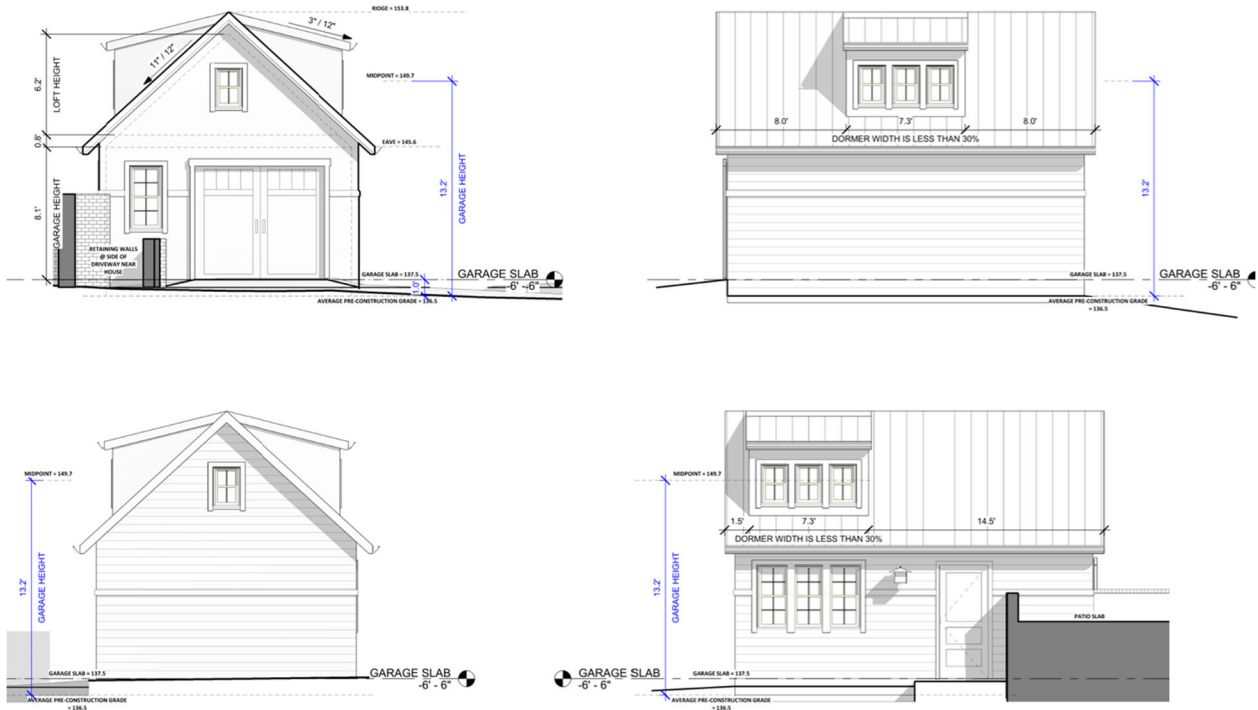 RIDGE = 153.8
3" / 12"
11" / 12"
6.2'
LOFT HEIGHT
MIDPOINT = 149.7
0.8'
EAVE = 145.6
8.1'
GARAGE HEIGHT
13.2'
GARAGE HEIGHT
RETAINING WALLS
@ SIDE OF
DRIVEWAY NEAR
HOUSE
GARAGE SLAB = 137.5
1.0'
GARAGE SLAB
-6' - 6"
AVERAGE PRE-CONSTRUCTION GRADE = 136.5
8.0'
7.3'
8.0'
DORMER WIDTH IS LESS THAN 30%
13.2'
GARAGE SLAB = 137.5
GARAGE SLAB
-6' - 6"
AVERAGE PRE-CONSTRUCTION GRADE
= 136.5
MIDPOINT = 149.7
13.2'
GARAGE HEIGHT
GARAGE SLAB = 137.5
GARAGE SLAB
-6' - 6"
AVERAGE PRE-CONSTRUCTION GRADE
= 136.5
MIDPOINT = 149.7
1.5'
7.3'
14.5'
DORMER WIDTH IS LESS THAN 30%
13.2'
GARAGE HEIGHT
PATIO SLAB
GARAGE SLAB
-6' - 6"
GARAGE SLAB = 137.5
AVERAGE PRE-CONSTRUCTION GRADE
= 136.5